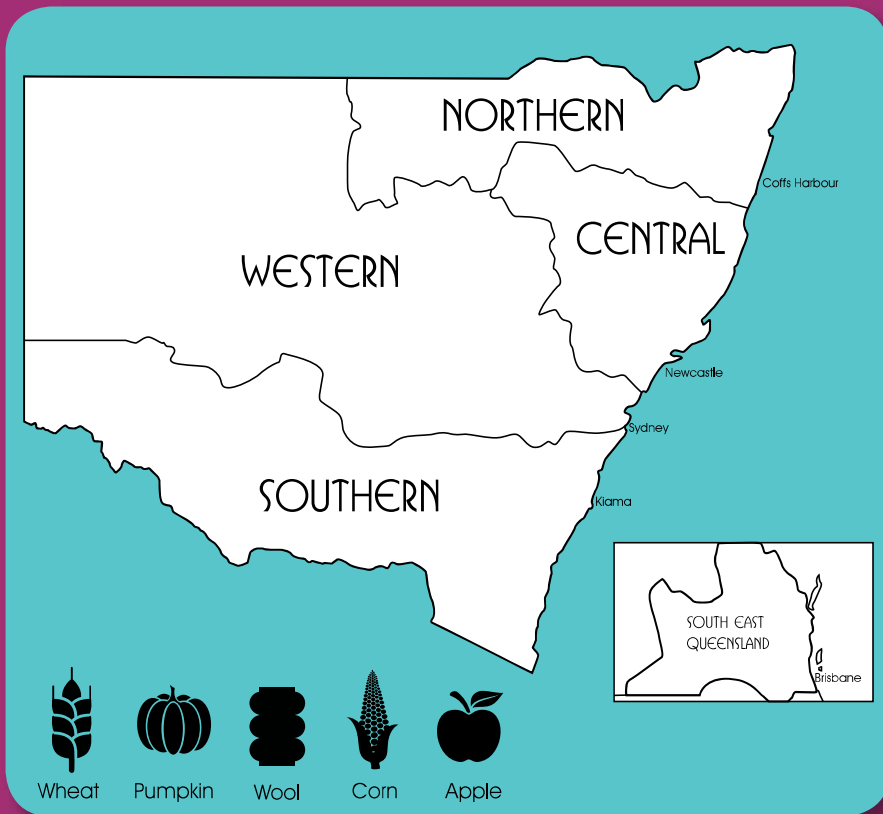 NORTHERN
Coffs Harbour
CENTRAL
WESTERN
Newcastle
Sydney
SOUTHERN
Kiama
SOUTH EAST
QUEENSLAND
Brisbane
Wheat
Pumpkin
Wool
Corn
Apple